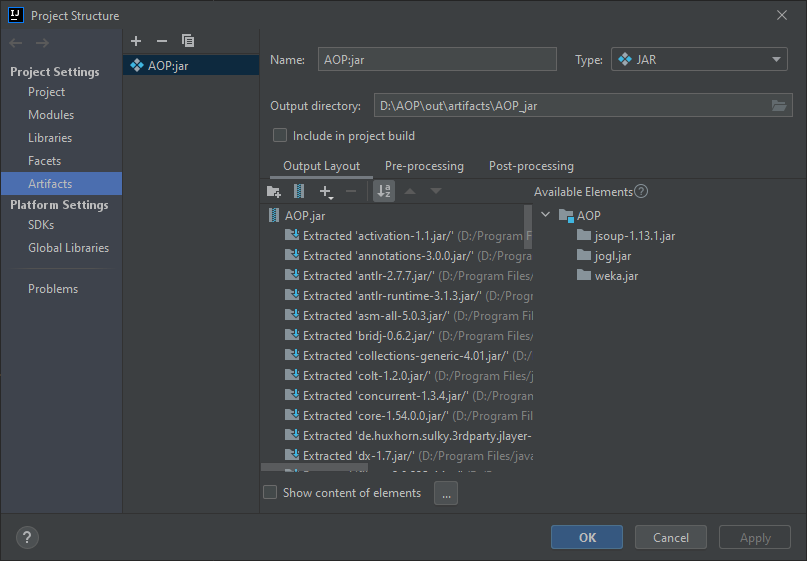 Project Structure
Project Settings
Project
Modules
Libraries
Facets
Artifacts
Platform Settings
SDKs
Global Libraries
Problems
AOP:jar
Name: AOP:jar Type: JAR
Output directory: D:\AOP\out\artifacts\AOP_jar
Include in project build
Output Layout Pre-processing Post-processing
AOP.jar
Extracted 'activation-1.1.jar/' (D:/Program F
Extracted 'annotations-3.0.0.jar/' (D:/Progra
Extracted 'antlr-2.7.7.jar/' (D:/Program Files/
Extracted 'antlr-runtime-3.1.3.jar/' (D:/Prog
Extracted 'asm-all-5.0.3.jar/' (D:/Program Fil
Extracted 'bridj-0.6.2.jar/' (D:/Program Files/
Extracted 'collections-generic-4.01.jar/' (D:/
Extracted 'colt-1.2.0.jar/' (D:/Program Files/j
Extracted 'concurrent-1.3.4.jar/' (D:/Program
Extracted 'core-1.54.0.0.jar/' (D:/Program Fil
Extracted 'de.huxhorn.sulky.3rdparty.jlayer-
Extracted 'dx-1.7.jar/' (D:/Program Files/java
Available Elements
AOP
jsoup-1.13.1.jar
jogl.jar
weka.jar
Show content of elements ...
? OK Cancel Apply